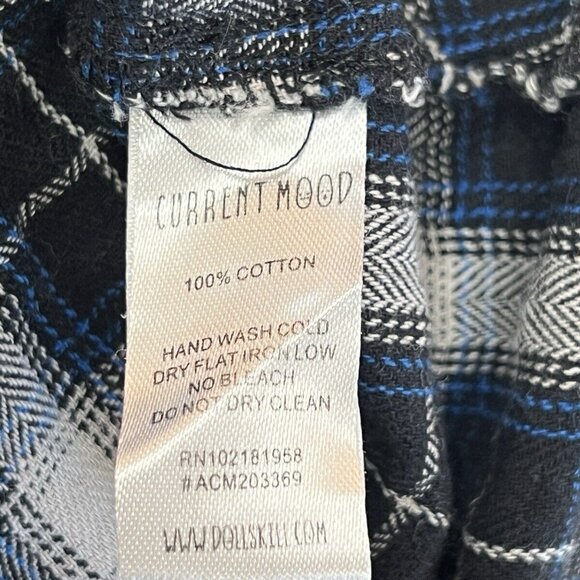 CURRENT MOOD
100% COTTON
HAND WASH COLD
DRY FLAT IRON LOW
NO BLEACH
DO NOT DRY CLEAN
RN102181958
#ACM203369
WWW.DOLLSKILL.COM